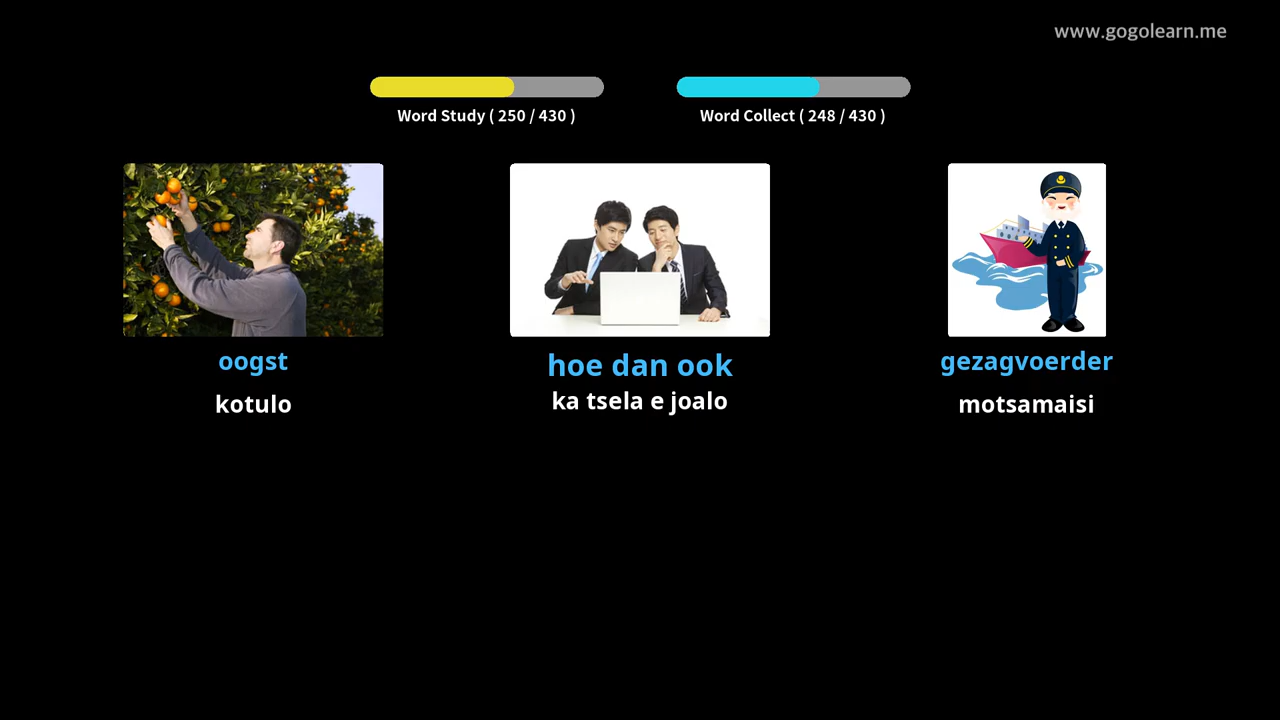 www.gogolearn.me
Word Study ( 250 / 430 )
Word Collect ( 248 / 430 )
oogst
kotulo
hoe dan ook
ka tsela e joalo
gezagvoerder
motsamaisi